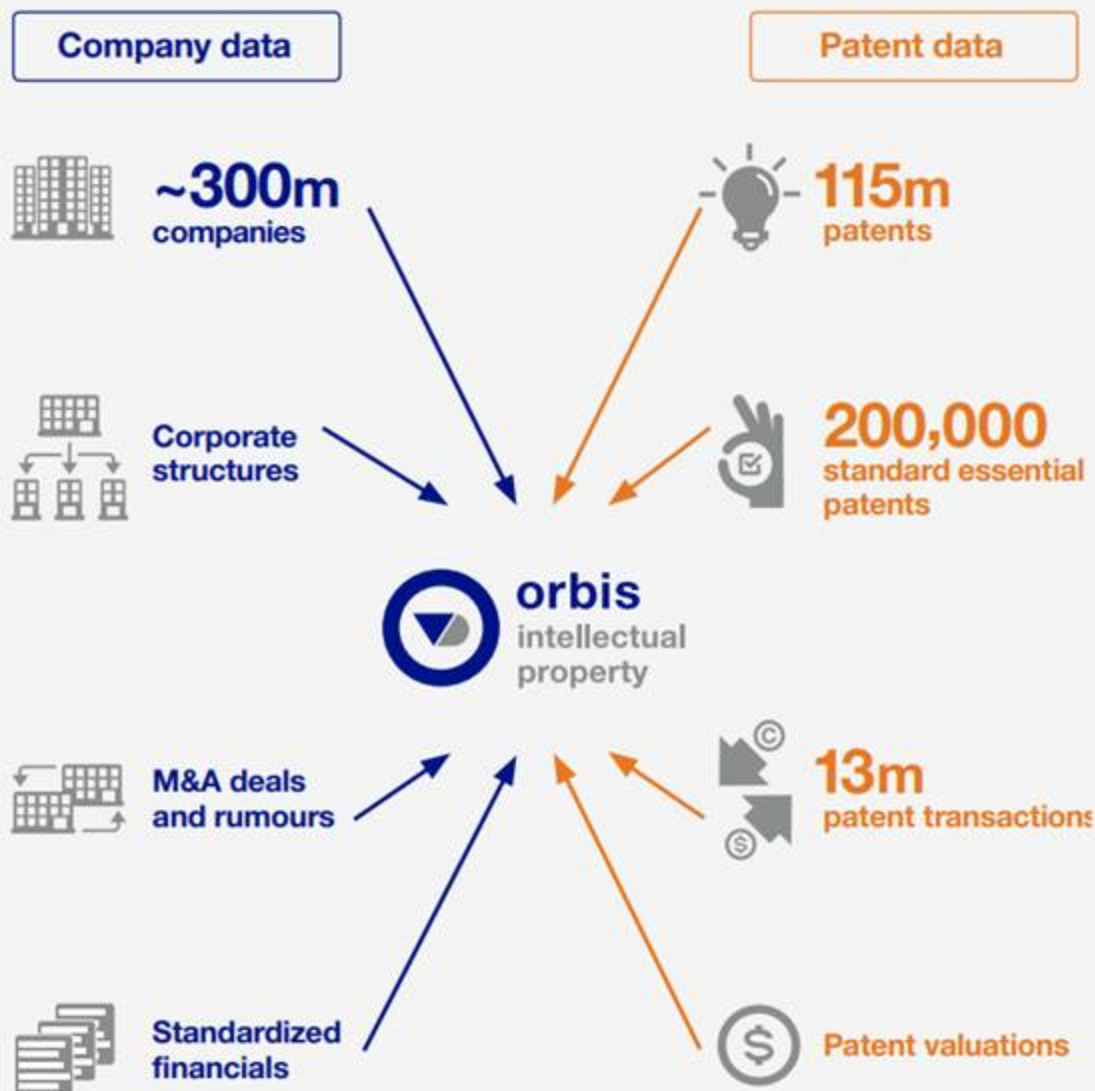 Company data
Patent data
~300m
companies
115m
patents
Corporate
structures
200,000
standard essential
patents
orbis
intellectual
property
M&A deals
and rumours
©
$
13m
patent transactions
Standardized
financials
$
Patent valuations